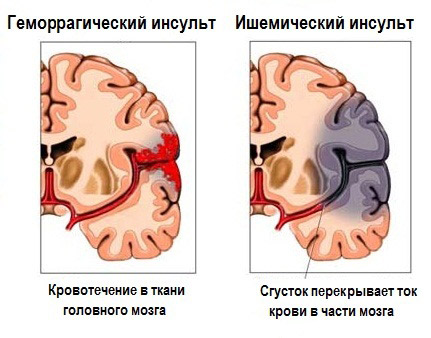 Геморрагический инсульт
Ишемический инсульт
Кровотечение в ткани
головного мозга
Сгусток перекрывает ток
крови в части мозга